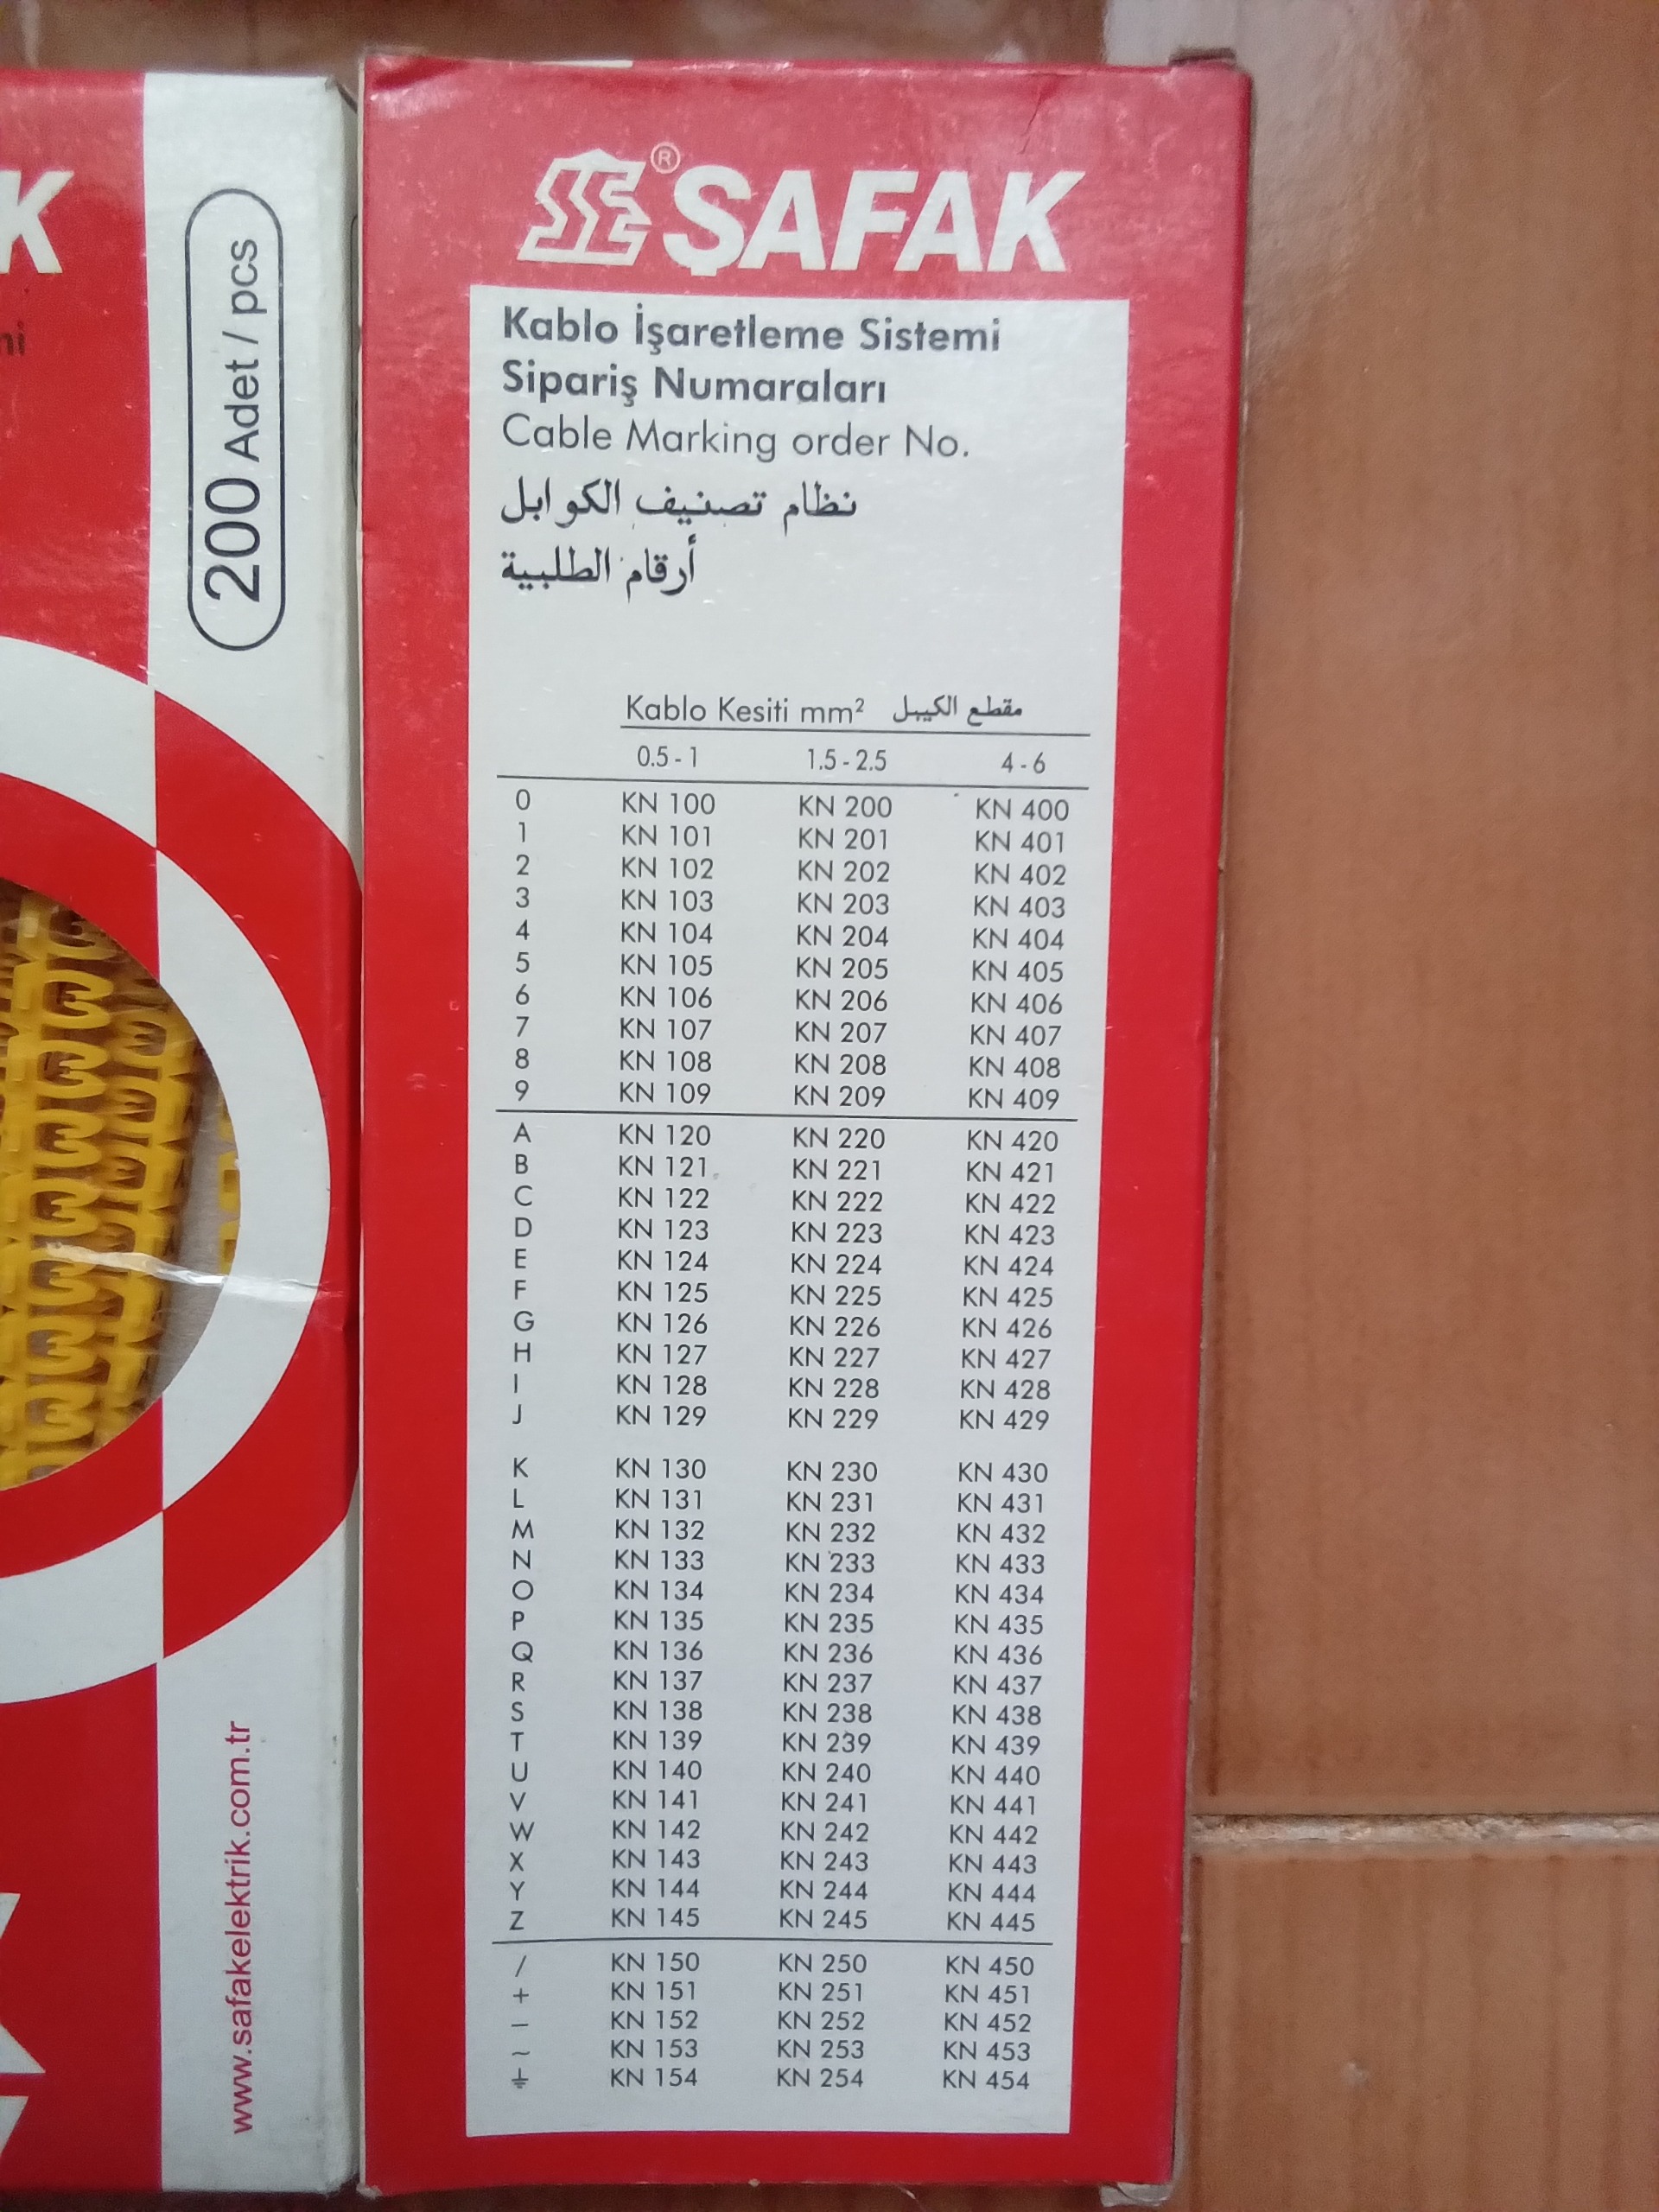 K
ni
200 Adet / pcs
www.safakelektrik.com.tr
® ŞAFAK
Kablo İşaretleme Sistemi
Sipariş Numaraları
Cable Marking order No.
نظام تصنيف الكوابل
أرقام الطلبية
Kablo Kesiti mm² مقطع الكيبل
0.5 - 1 1.5 - 2.5 4 - 6
0 KN 100 KN 200 KN 400
1 KN 101 KN 201 KN 401
2 KN 102 KN 202 KN 402
3 KN 103 KN 203 KN 403
4 KN 104 KN 204 KN 404
5 KN 105 KN 205 KN 405
6 KN 106 KN 206 KN 406
7 KN 107 KN 207 KN 407
8 KN 108 KN 208 KN 408
9 KN 109 KN 209 KN 409
A KN 120 KN 220 KN 420
B KN 121 KN 221 KN 421
C KN 122 KN 222 KN 422
D KN 123 KN 223 KN 423
E KN 124 KN 224 KN 424
F KN 125 KN 225 KN 425
G KN 126 KN 226 KN 426
H KN 127 KN 227 KN 427
I KN 128 KN 228 KN 428
J KN 129 KN 229 KN 429
K KN 130 KN 230 KN 430
L KN 131 KN 231 KN 431
M KN 132 KN 232 KN 432
N KN 133 KN 233 KN 433
O KN 134 KN 234 KN 434
P KN 135 KN 235 KN 435
Q KN 136 KN 236 KN 436
R KN 137 KN 237 KN 437
S KN 138 KN 238 KN 438
T KN 139 KN 239 KN 439
U KN 140 KN 240 KN 440
V KN 141 KN 241 KN 441
W KN 142 KN 242 KN 442
X KN 143 KN 243 KN 443
Y KN 144 KN 244 KN 444
Z KN 145 KN 245 KN 445
/ KN 150 KN 250 KN 450
+ KN 151 KN 251 KN 451
− KN 152 KN 252 KN 452
~ KN 153 KN 253 KN 453
⏚ KN 154 KN 254 KN 454